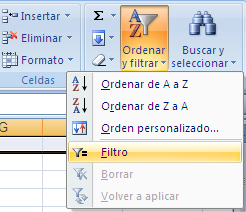 Insertar
Eliminar
Formato
Celdas
Σ
Ordenar
y filtrar
Buscar y
seleccionar
G
Ordenar de A a Z
Ordenar de Z a A
Orden personalizado...
Filtro
Borrar
Volver a aplicar